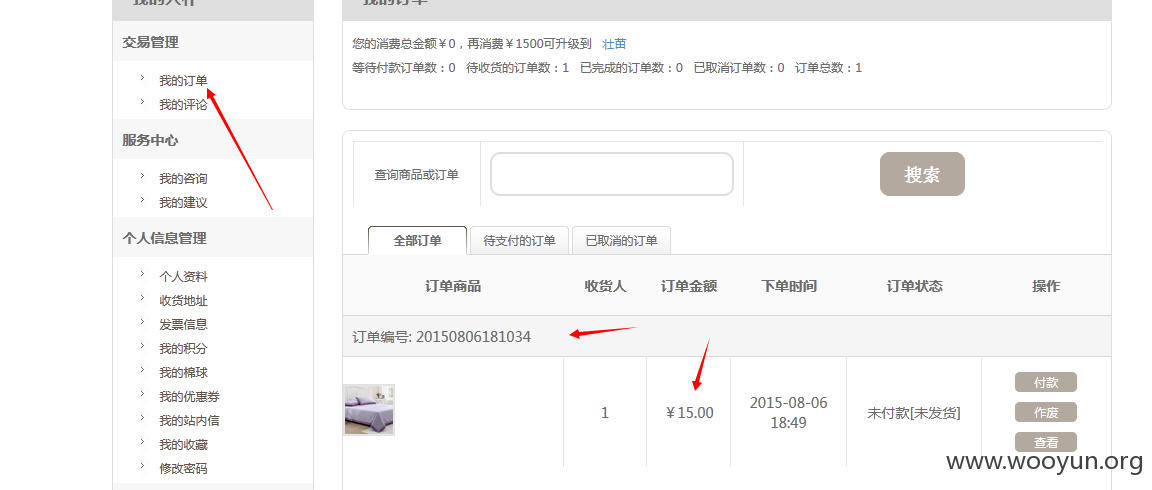 交易管理
我的订单
我的评论
服务中心
我的咨询
我的建议
个人信息管理
个人资料
收货地址
发票信息
我的积分
我的棉球
我的优惠券
我的站内信
我的收藏
修改密码
您的消费总金额￥0，再消费￥1500可升级到 壮苗
等待付款订单数：0 待收货的订单数：1 已完成的订单数：0 已取消订单数：0 订单总数：1
查询商品或订单 搜索
全部订单 待支付的订单 已取消的订单
订单商品 收货人 订单金额 下单时间 订单状态 操作
订单编号: 20150806181034
1 ￥15.00 2015-08-06 18:49 未付款[未发货] 付款
作废
查看
www.wooyun.org